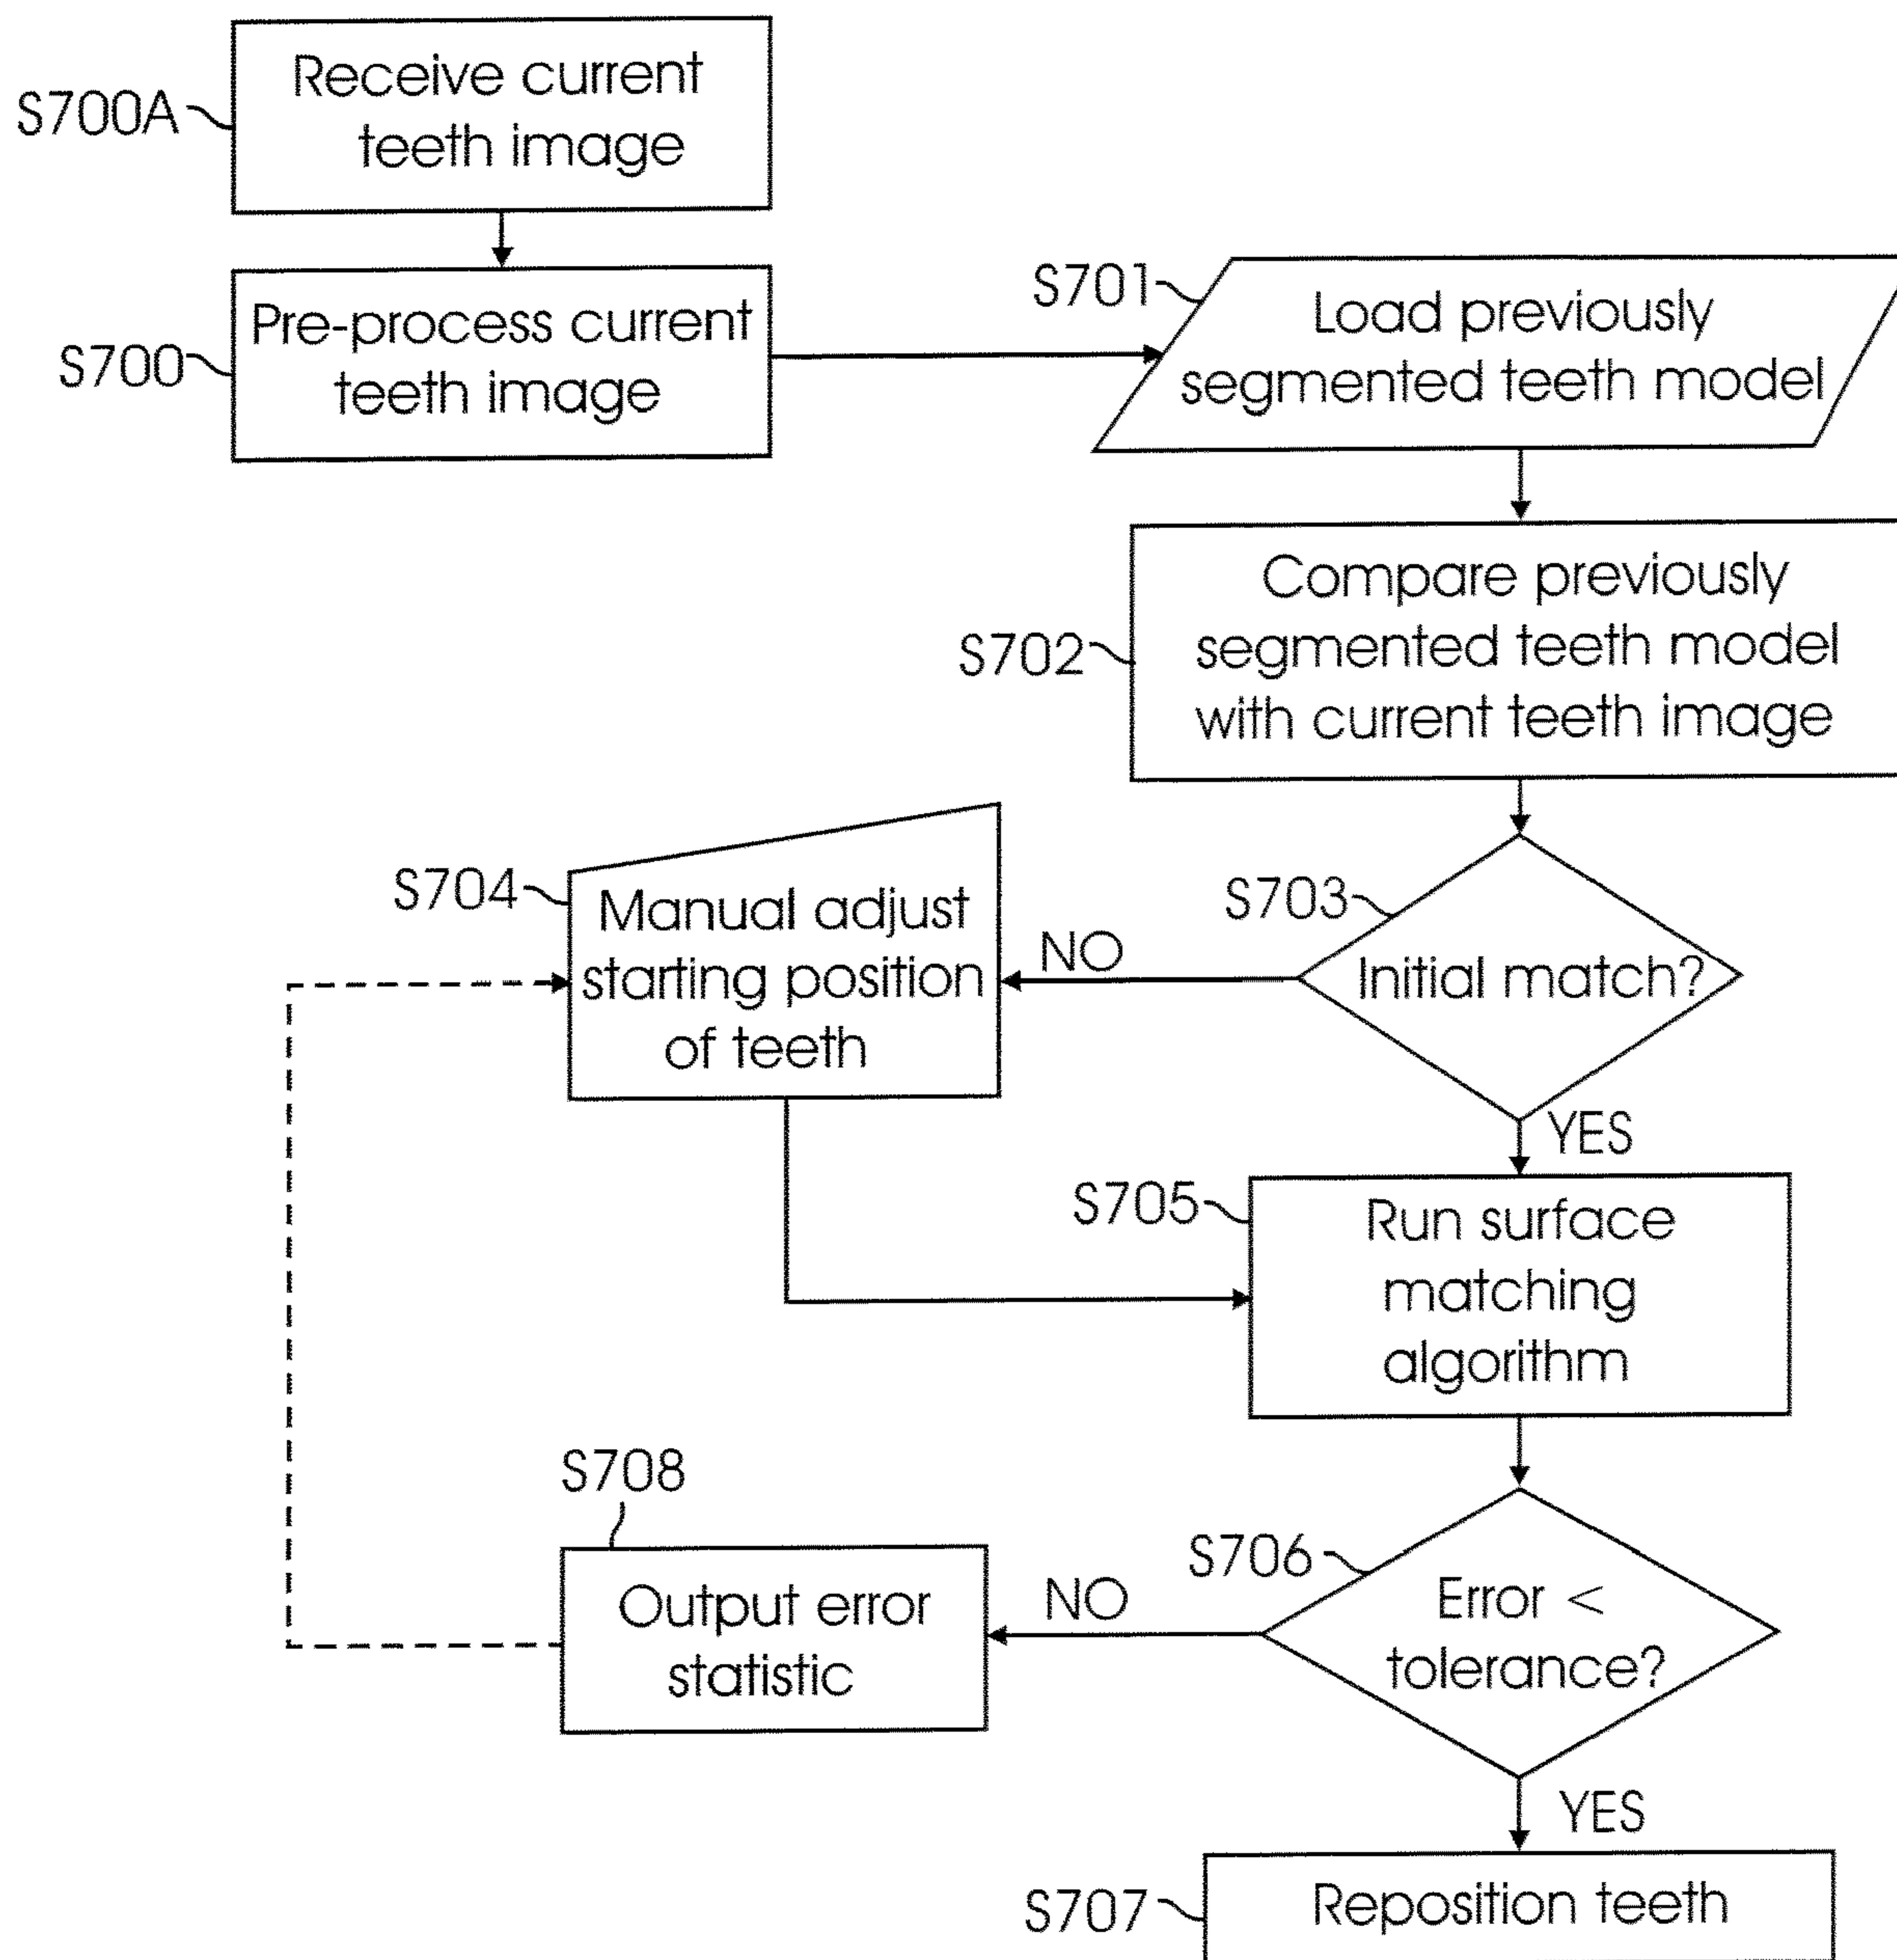 S700A
Receive current
teeth image
S700
Pre-process current
teeth image
S701
Load previously
segmented teeth model
S702
Compare previously
segmented teeth model
with current teeth image
S703
Initial match?
NO
YES
S704
Manual adjust
starting position
of teeth
S705
Run surface
matching
algorithm
S706
Error <
tolerance?
NO
YES
S708
Output error
statistic
S707
Reposition teeth